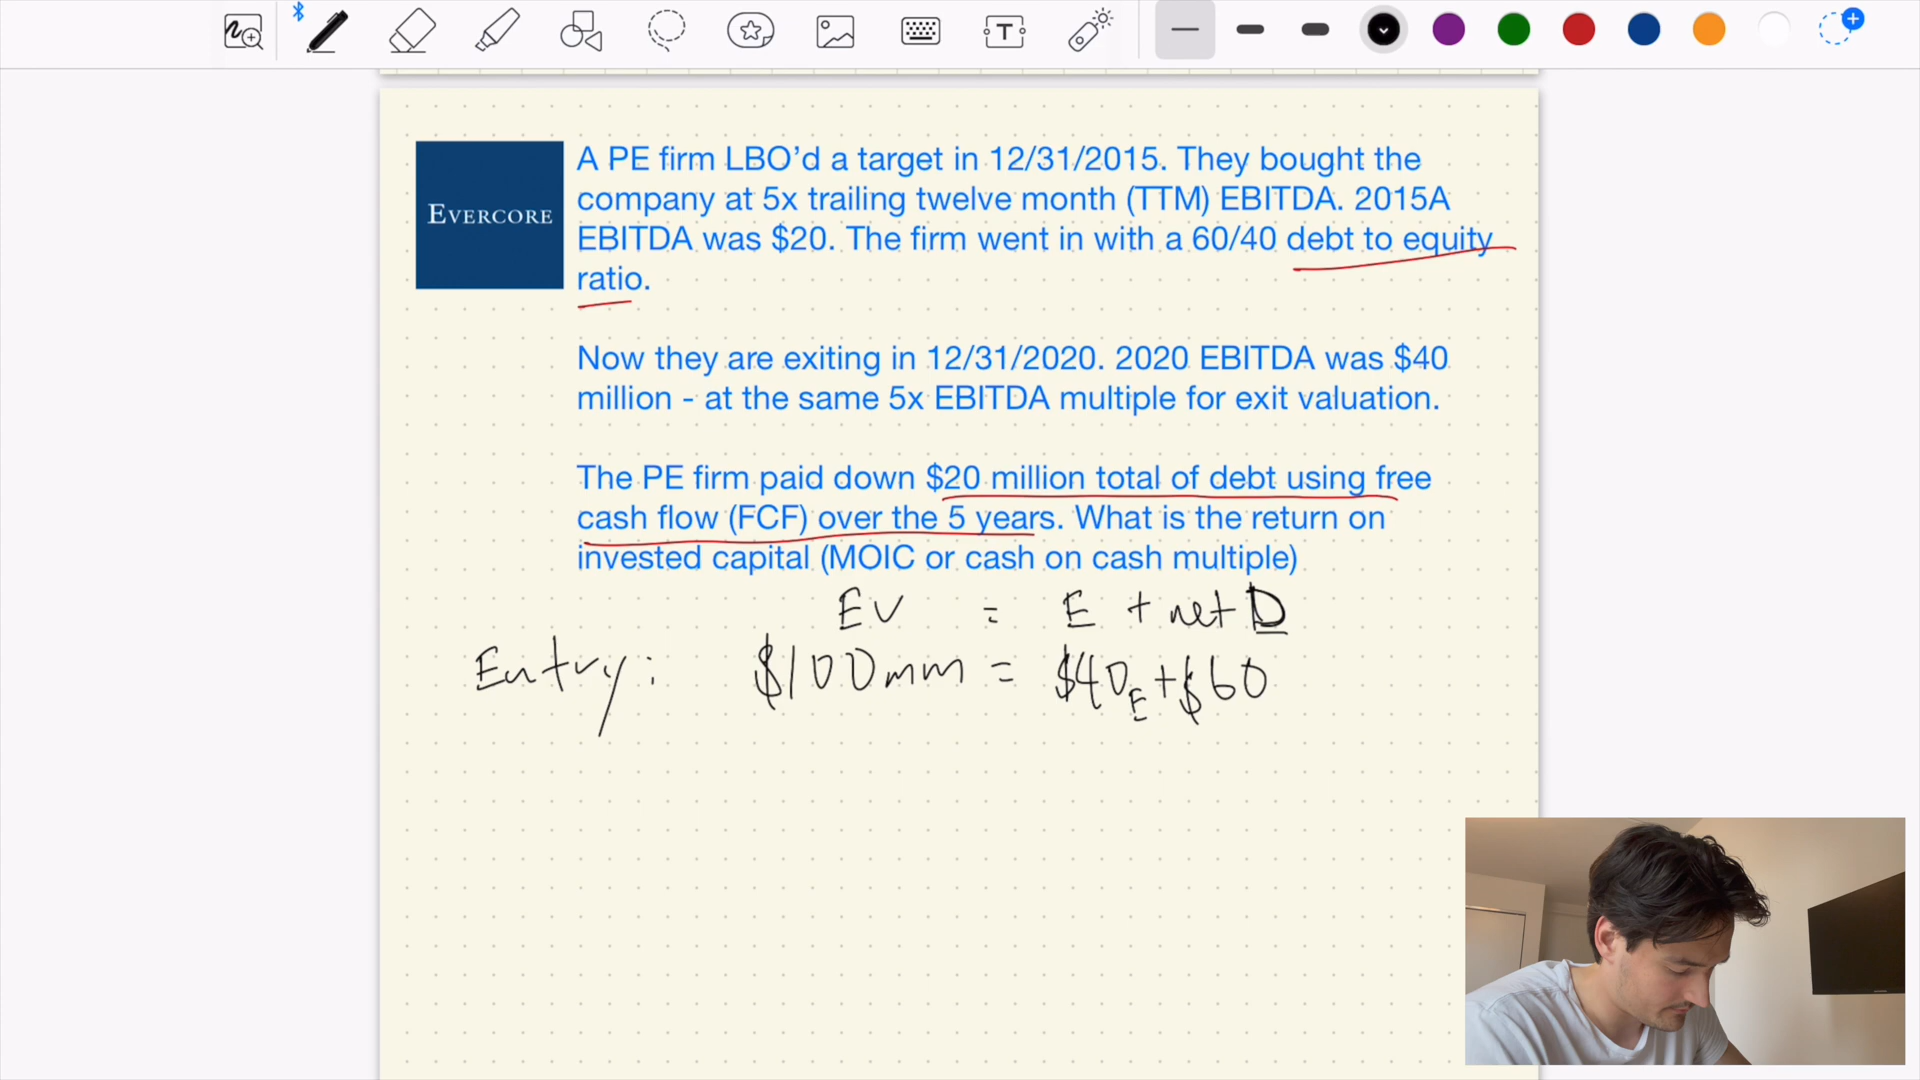 EVERCORE
A PE firm LBO’d a target in 12/31/2015. They bought the
company at 5x trailing twelve month (TTM) EBITDA. 2015A
EBITDA was $20. The firm went in with a 60/40 debt to equity
ratio.
Now they are exiting in 12/31/2020. 2020 EBITDA was $40
million - at the same 5x EBITDA multiple for exit valuation.
The PE firm paid down $20 million total of debt using free
cash flow (FCF) over the 5 years. What is the return on
invested capital (MOIC or cash on cash multiple)
EV = E + net D
Entry: $100mm = $40E + $60